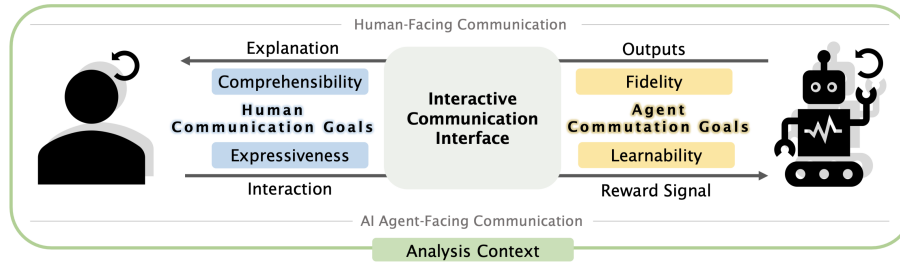 Human-Facing Communication
Explanation
Outputs
Comprehensibility
Fidelity
Human
Communication Goals
Interactive
Communication
Interface
Agent
Commutation Goals
Expressiveness
Learnability
Interaction
Reward Signal
AI Agent-Facing Communication
Analysis Context